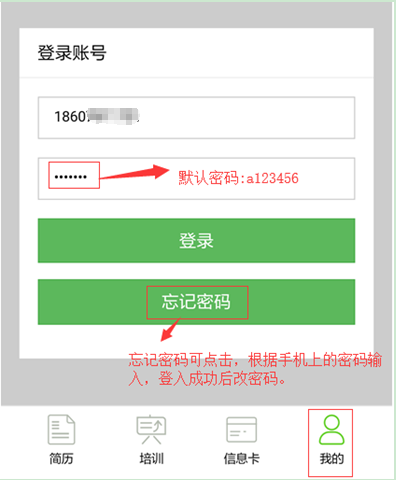 登录账号
1860
•••••••
默认密码:a123456
登录
忘记密码
忘记密码可点击，根据手机上的密码输
入，登入成功后改密码。
简历
培训
信息卡
我的